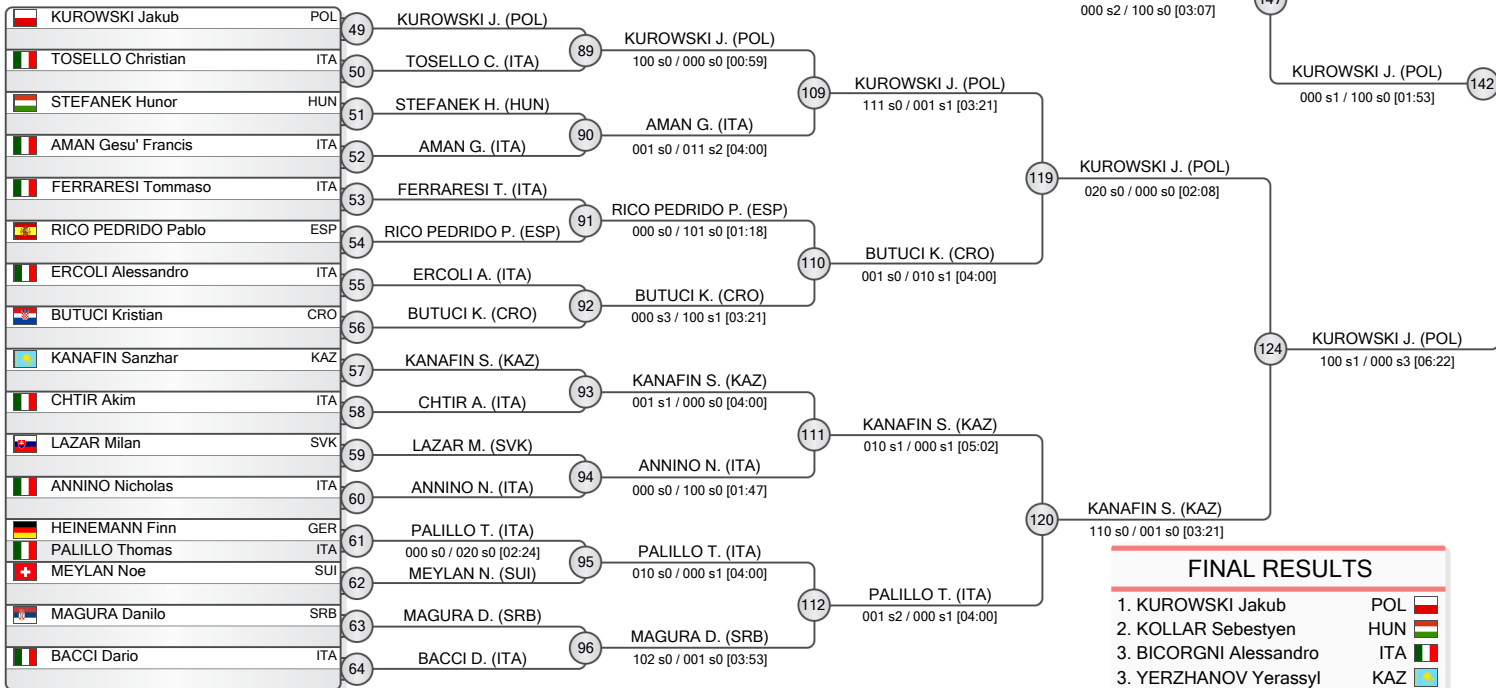 000 s2 / 100 s0 [03:07]
KUROWSKI J. (POL)
000 s1 / 100 s0 [01:53]
142
KUROWSKI Jakub POL
TOSELLO Christian ITA
STEFANEK Hunor HUN
AMAN Gesu' Francis ITA
FERRARESI Tommaso ITA
RICO PEDRIDO Pablo ESP
ERCOLI Alessandro ITA
BUTUCI Kristian CRO
KANAFIN Sanzhar KAZ
CHTIR Akim ITA
LAZAR Milan SVK
ANNINO Nicholas ITA
HEINEMANN Finn GER
PALILLO Thomas ITA
MEYLAN Noe SUI
MAGURA Danilo SRB
BACCI Dario ITA
49
50
51
52
53
54
55
56
57
58
59
60
61
62
63
64
KUROWSKI J. (POL)
TOSELLO C. (ITA)
STEFANEK H. (HUN)
AMAN G. (ITA)
FERRARESI T. (ITA)
RICO PEDRIDO P. (ESP)
ERCOLI A. (ITA)
BUTUCI K. (CRO)
KANAFIN S. (KAZ)
CHTIR A. (ITA)
LAZAR M. (SVK)
ANNINO N. (ITA)
PALILLO T. (ITA)
000 s0 / 020 s0 [02:24]
MEYLAN N. (SUI)
MAGURA D. (SRB)
BACCI D. (ITA)
89
90
91
92
93
94
95
96
KUROWSKI J. (POL)
100 s0 / 000 s0 [00:59]
AMAN G. (ITA)
001 s0 / 011 s2 [04:00]
RICO PEDRIDO P. (ESP)
000 s0 / 101 s0 [01:18]
BUTUCI K. (CRO)
000 s3 / 100 s1 [03:21]
KANAFIN S. (KAZ)
001 s1 / 000 s0 [04:00]
ANNINO N. (ITA)
000 s0 / 100 s0 [01:47]
PALILLO T. (ITA)
010 s0 / 000 s1 [04:00]
MAGURA D. (SRB)
102 s0 / 001 s0 [03:53]
109
110
111
112
KUROWSKI J. (POL)
111 s0 / 001 s1 [03:21]
BUTUCI K. (CRO)
001 s0 / 010 s1 [04:00]
KANAFIN S. (KAZ)
010 s1 / 000 s1 [05:02]
PALILLO T. (ITA)
001 s2 / 000 s1 [04:00]
119
120
KUROWSKI J. (POL)
020 s0 / 000 s0 [02:08]
KANAFIN S. (KAZ)
110 s0 / 001 s0 [03:21]
124
KUROWSKI J. (POL)
100 s1 / 000 s3 [06:22]
FINAL RESULTS
1. KUROWSKI Jakub POL
2. KOLLAR Sebestyen HUN
3. BICORGNI Alessandro ITA
3. YERZHANOV Yerassyl KAZ